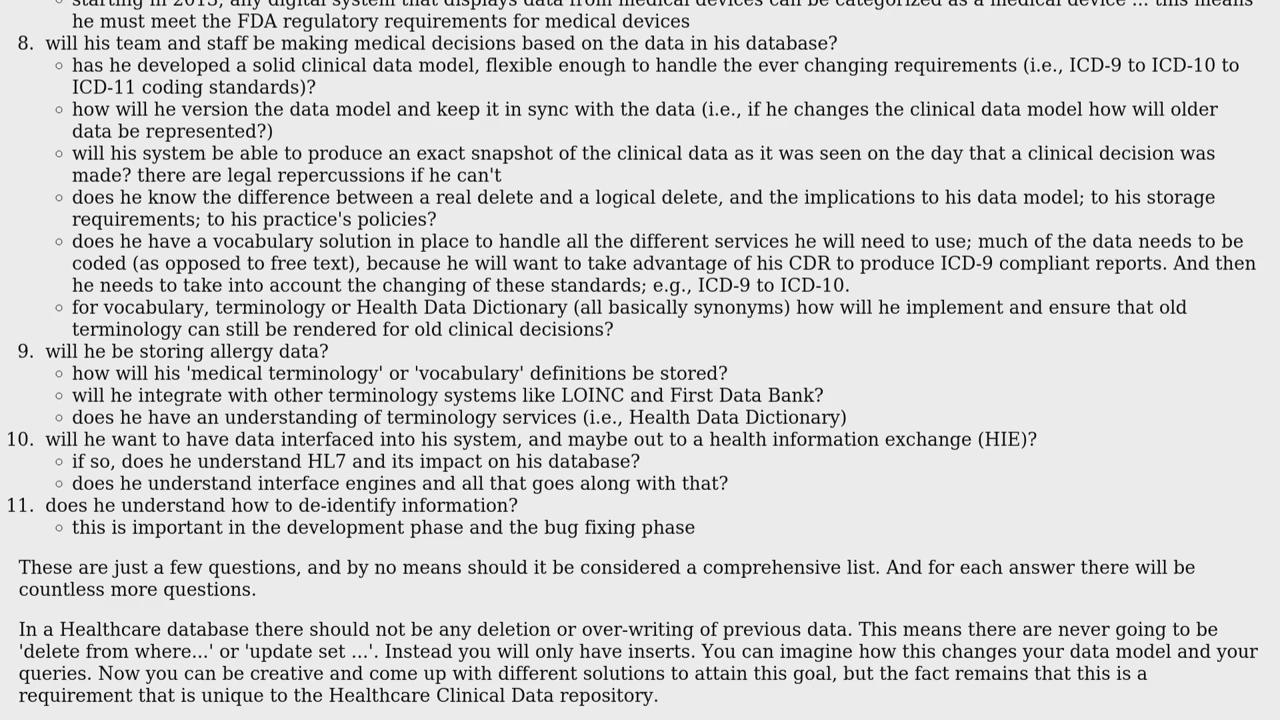 starting in 2013, any digital system that displays data from medical devices can be categorized as a medical device ... this means
he must meet the FDA regulatory requirements for medical devices
8. will his team and staff be making medical decisions based on the data in his database?
◦ has he developed a solid clinical data model, flexible enough to handle the ever changing requirements (i.e., ICD-9 to ICD-10 to
ICD-11 coding standards)?
◦ how will he version the data model and keep it in sync with the data (i.e., if he changes the clinical data model how will older
data be represented?)
◦ will his system be able to produce an exact snapshot of the clinical data as it was seen on the day that a clinical decision was
made? there are legal repercussions if he can't
◦ does he know the difference between a real delete and a logical delete, and the implications to his data model; to his storage
requirements; to his practice's policies?
◦ does he have a vocabulary solution in place to handle all the different services he will need to use; much of the data needs to be
coded (as opposed to free text), because he will want to take advantage of his CDR to produce ICD-9 compliant reports. And then
he needs to take into account the changing of these standards; e.g., ICD-9 to ICD-10.
◦ for vocabulary, terminology or Health Data Dictionary (all basically synonyms) how will he implement and ensure that old
terminology can still be rendered for old clinical decisions?
9. will he be storing allergy data?
◦ how will his 'medical terminology' or 'vocabulary' definitions be stored?
◦ will he integrate with other terminology systems like LOINC and First Data Bank?
◦ does he have an understanding of terminology services (i.e., Health Data Dictionary)
10. will he want to have data interfaced into his system, and maybe out to a health information exchange (HIE)?
◦ if so, does he understand HL7 and its impact on his database?
◦ does he understand interface engines and all that goes along with that?
11. does he understand how to de-identify information?
◦ this is important in the development phase and the bug fixing phase
These are just a few questions, and by no means should it be considered a comprehensive list. And for each answer there will be
countless more questions.
In a Healthcare database there should not be any deletion or over-writing of previous data. This means there are never going to be
'delete from where...' or 'update set ...'. Instead you will only have inserts. You can imagine how this changes your data model and your
queries. Now you can be creative and come up with different solutions to attain this goal, but the fact remains that this is a
requirement that is unique to the Healthcare Clinical Data repository.